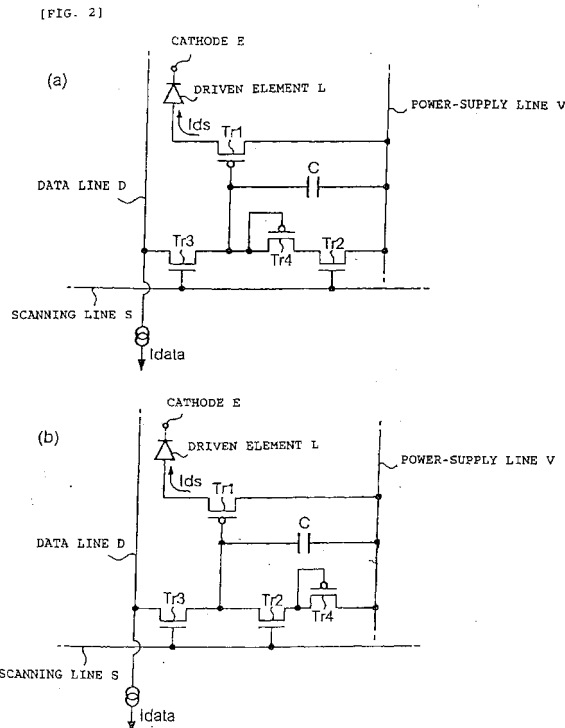 [FIG. 2]
(a)
CATHODE E
DRIVEN ELEMENT L
POWER-SUPPLY LINE V
Ids
Tr1
C
DATA LINE D
Tr3
Tr4
Tr2
SCANNING LINE S
Idata
(b)
CATHODE E
DRIVEN ELEMENT L
POWER-SUPPLY LINE V
Ids
Tr1
C
DATA LINE D
Tr3
Tr2
Tr4
SCANNING LINE S
Idata